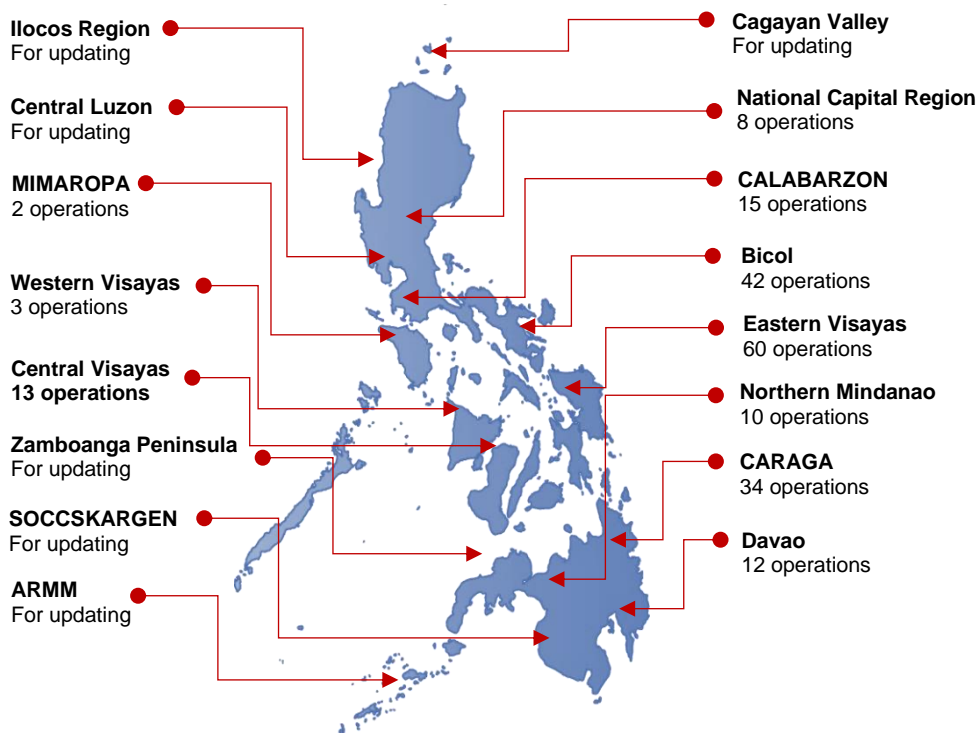 Ilocos Region
For updating
Central Luzon
For updating
MIMAROPA
2 operations
Western Visayas
3 operations
Central Visayas
13 operations
Zamboanga Peninsula
For updating
SOCCSKARGEN
For updating
ARMM
For updating
Cagayan Valley
For updating
National Capital Region
8 operations
CALABARZON
15 operations
Bicol
42 operations
Eastern Visayas
60 operations
Northern Mindanao
10 operations
CARAGA
34 operations
Davao
12 operations